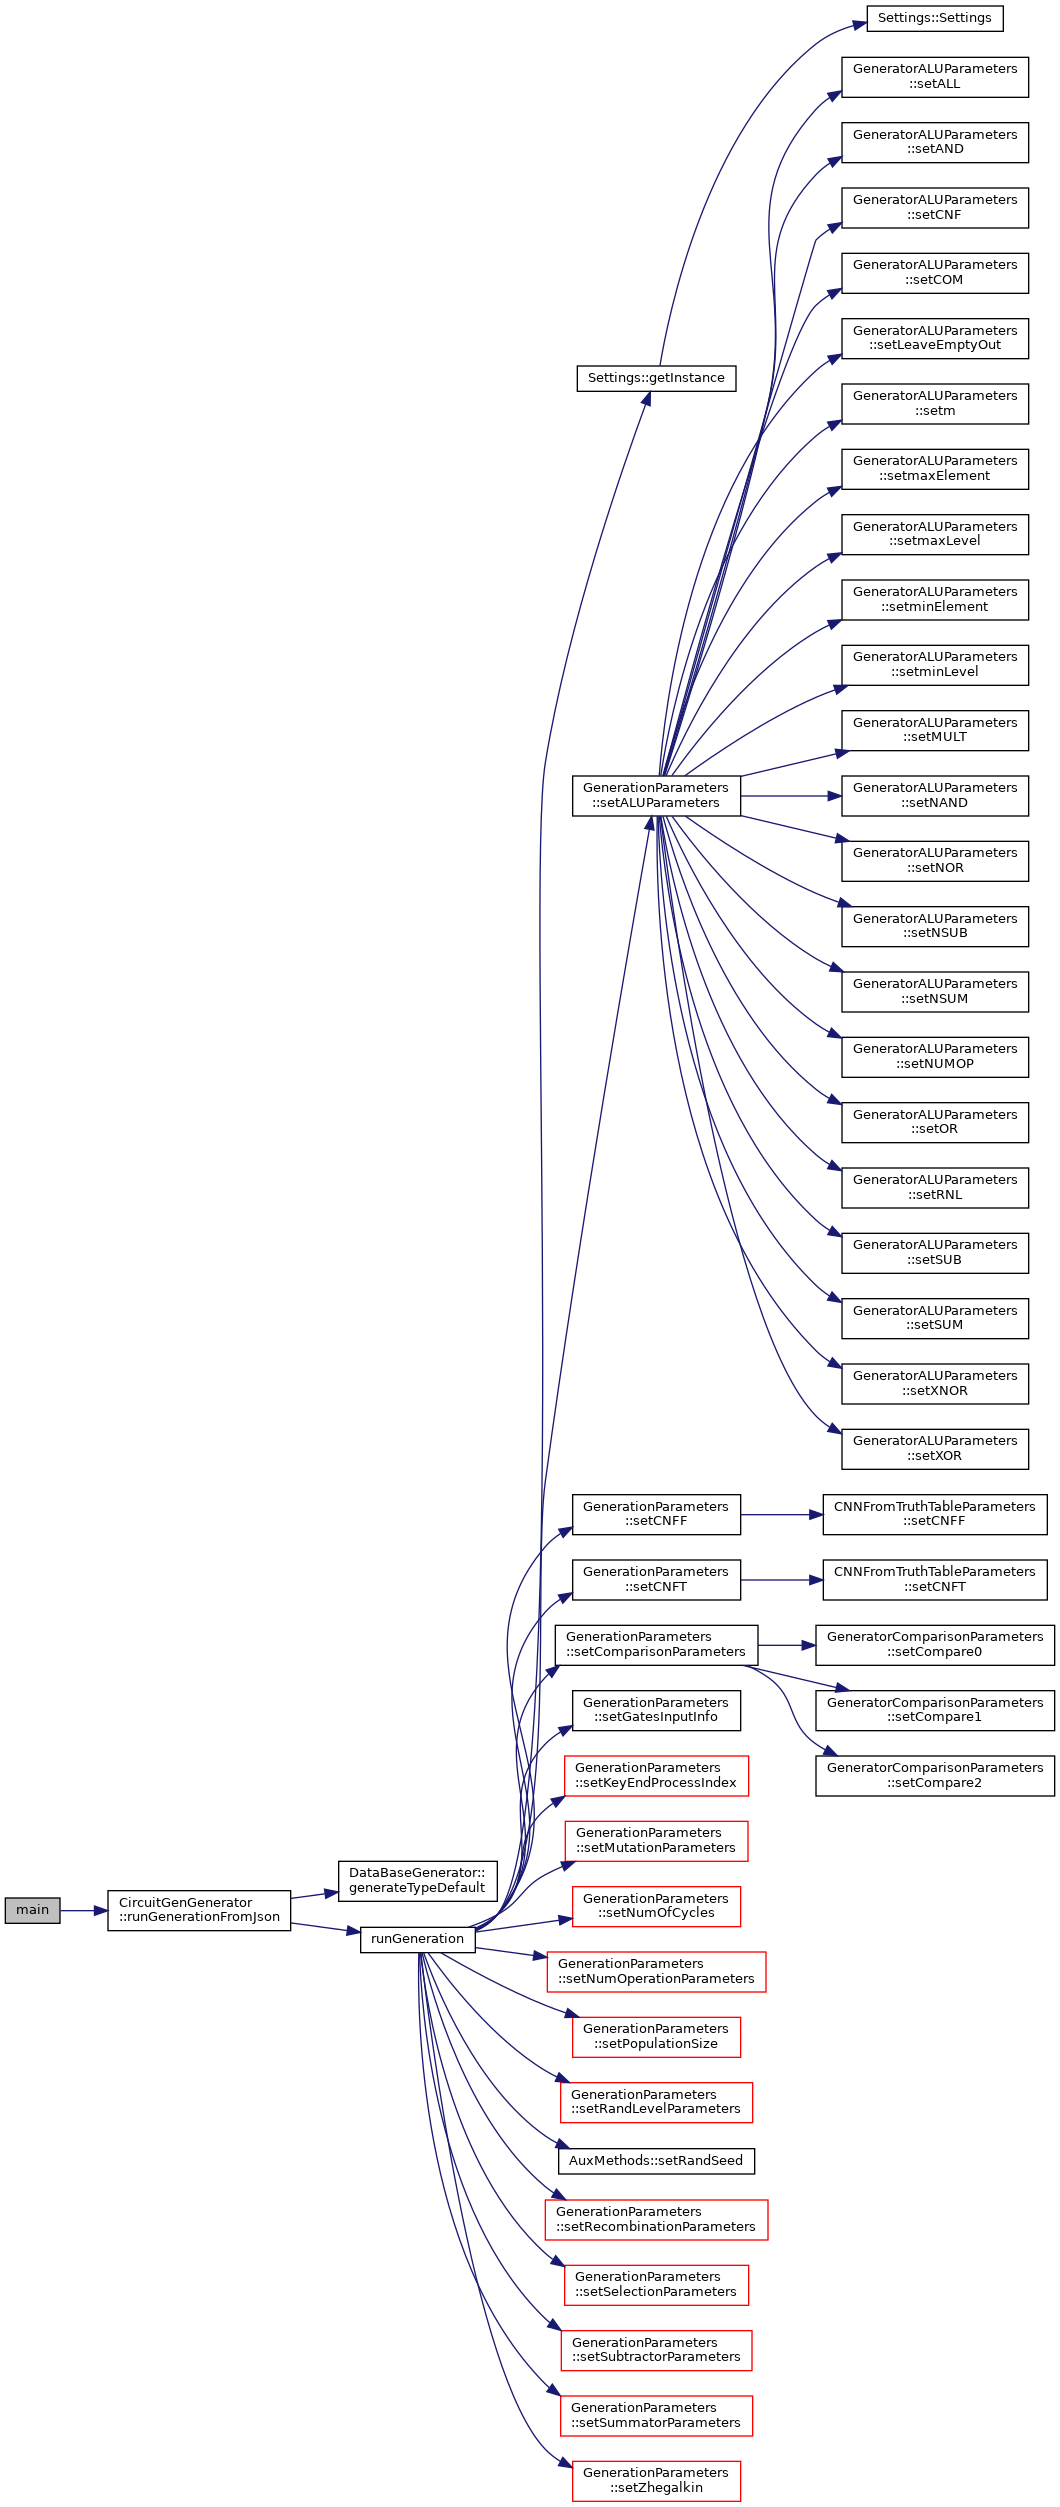 Settings::Settings
GeneratorALUParameters
::setALL
GeneratorALUParameters
::setAND
GeneratorALUParameters
::setCNF
GeneratorALUParameters
::setCOM
GeneratorALUParameters
::setLeaveEmptyOut
Settings::getInstance
GeneratorALUParameters
::setm
GeneratorALUParameters
::setmaxElement
GeneratorALUParameters
::setmaxLevel
GeneratorALUParameters
::setminElement
GeneratorALUParameters
::setminLevel
GeneratorALUParameters
::setMULT
GenerationParameters
::setALUParameters
GeneratorALUParameters
::setNAND
GeneratorALUParameters
::setNOR
GeneratorALUParameters
::setNSUB
GeneratorALUParameters
::setNSUM
GeneratorALUParameters
::setNUMOP
GeneratorALUParameters
::setOR
GeneratorALUParameters
::setRNL
GeneratorALUParameters
::setSUB
GeneratorALUParameters
::setSUM
GeneratorALUParameters
::setXNOR
GeneratorALUParameters
::setXOR
GenerationParameters
::setCNFF
CNNFromTruthTableParameters
::setCNFF
GenerationParameters
::setCNFT
CNNFromTruthTableParameters
::setCNFT
GenerationParameters
::setComparisonParameters
GeneratorComparisonParameters
::setCompare0
GenerationParameters
::setGatesInputInfo
GeneratorComparisonParameters
::setCompare1
GenerationParameters
::setKeyEndProcessIndex
GeneratorComparisonParameters
::setCompare2
GenerationParameters
::setMutationParameters
DataBaseGenerator::
generateTypeDefault
main
CircuitGenGenerator
::runGenerationFromJson
GenerationParameters
::setNumOfCycles
runGeneration
GenerationParameters
::setNumOperationParameters
GenerationParameters
::setPopulationSize
GenerationParameters
::setRandLevelParameters
AuxMethods::setRandSeed
GenerationParameters
::setRecombinationParameters
GenerationParameters
::setSelectionParameters
GenerationParameters
::setSubtractorParameters
GenerationParameters
::setSummatorParameters
GenerationParameters
::setZhegalkin